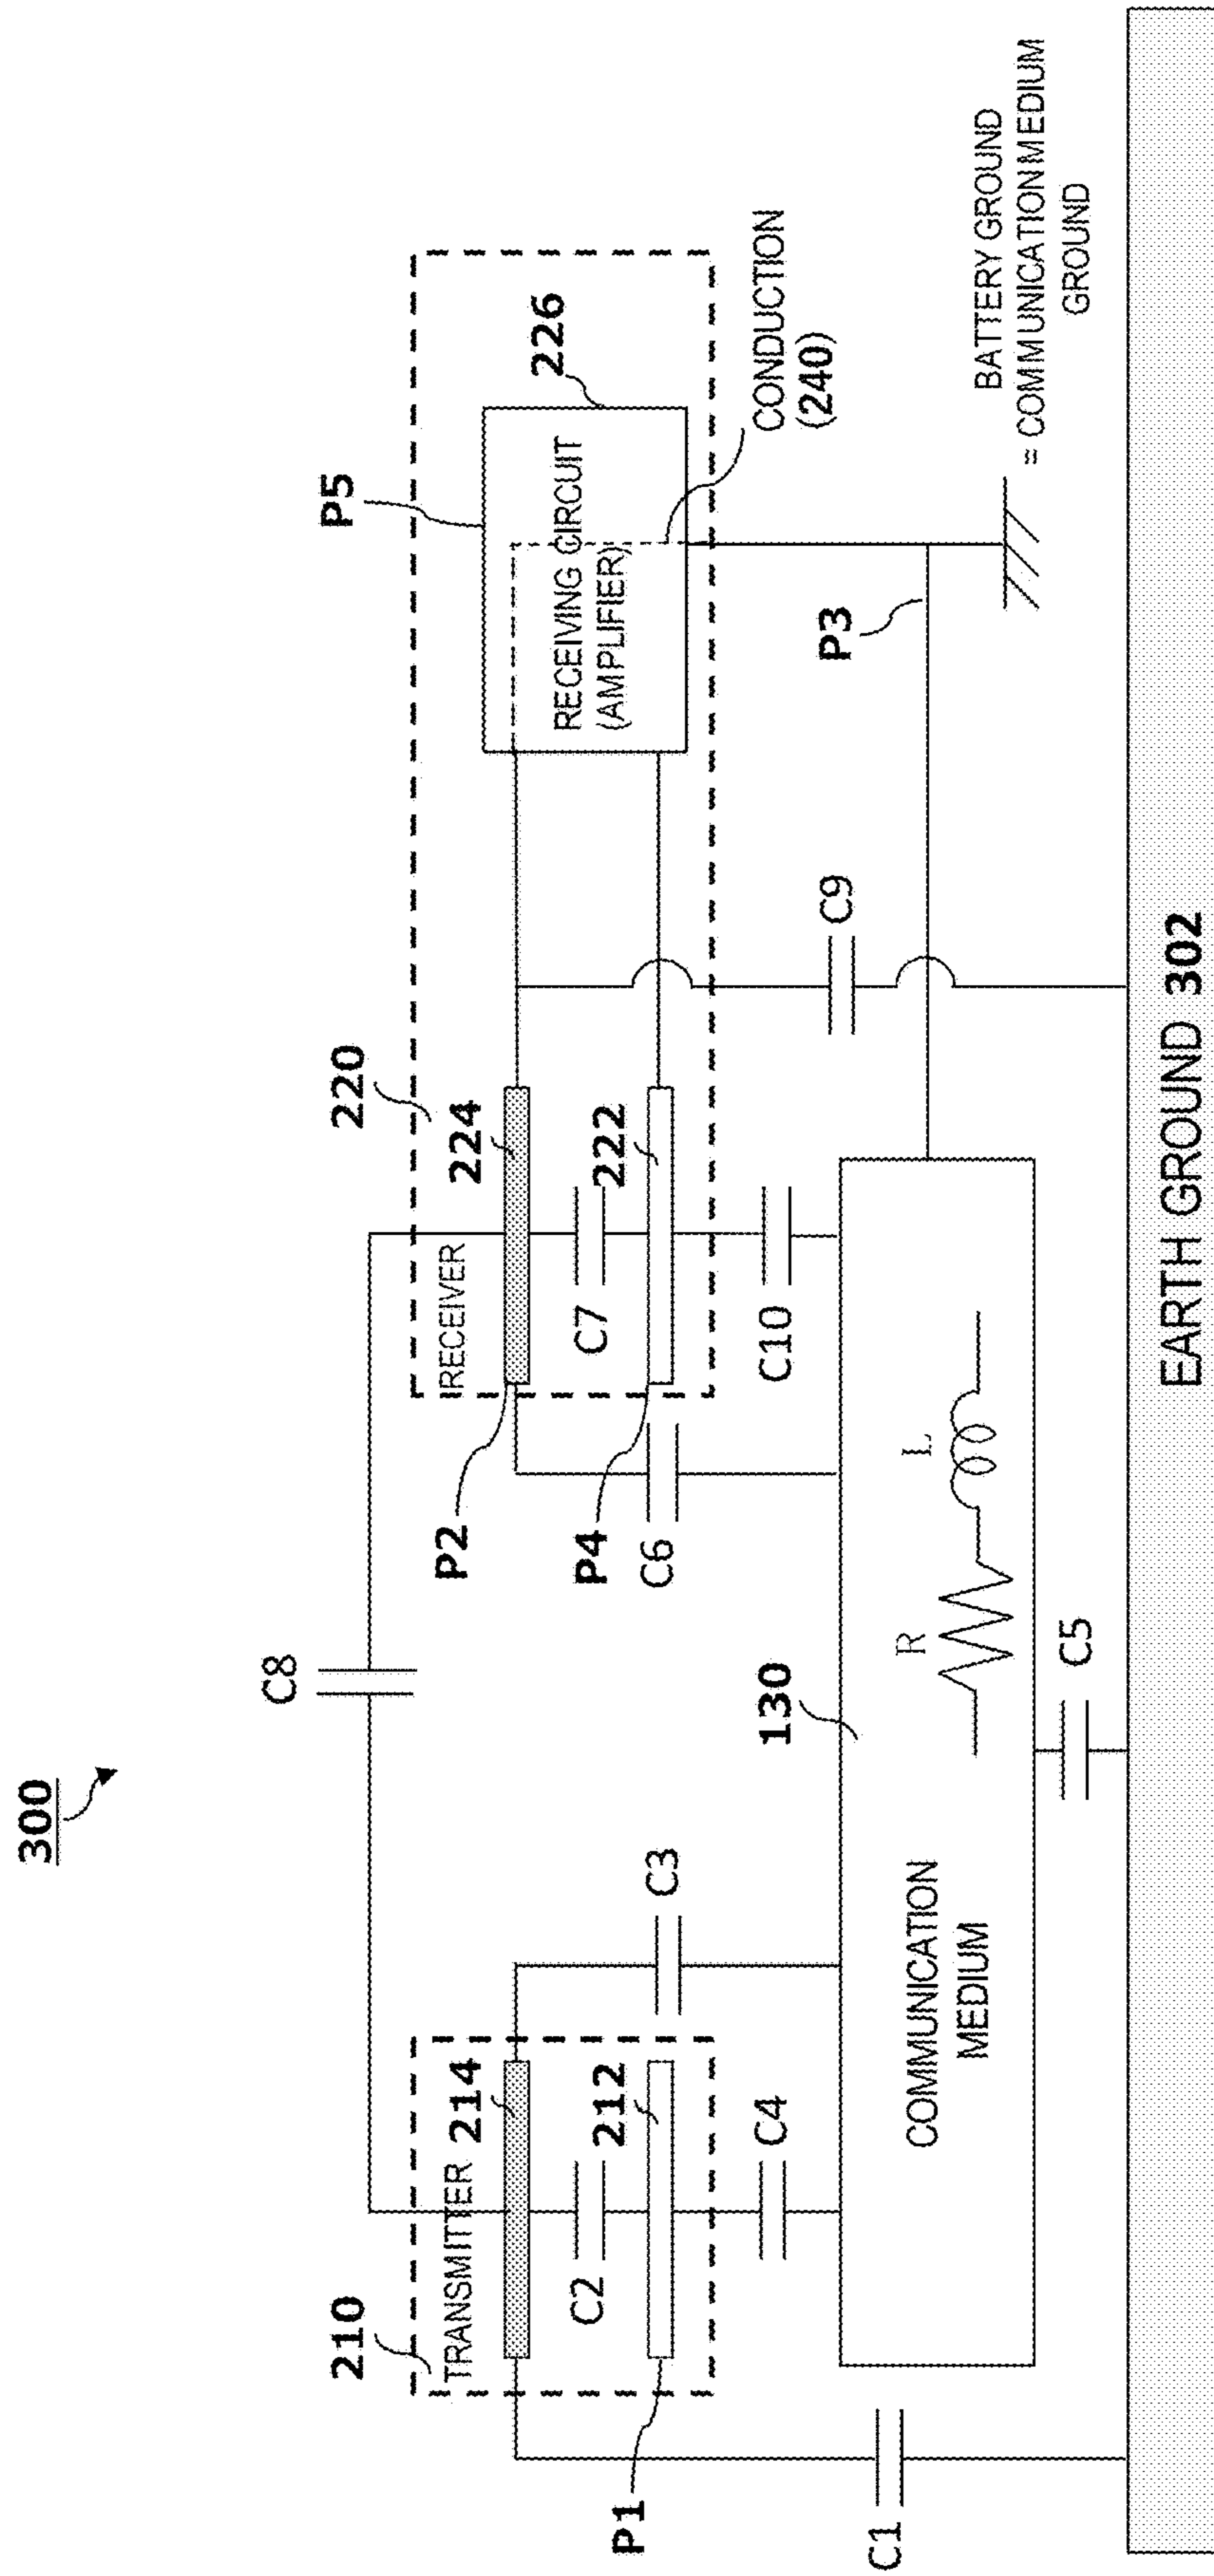 300
C8
210
TRANSMITTER
214
C2
212
P1
C3
C4
C1
220
RECEIVER
224
P2
C7
222
P4
C6
C10
P5
226
RECEIVING CIRCUIT
(AMPLIFIER)
CONDUCTION
(240)
C9
P3
BATTERY GROUND
= COMMUNICATION MEDIUM
GROUND
130
COMMUNICATION
MEDIUM
R
L
C5
EARTH GROUND 302